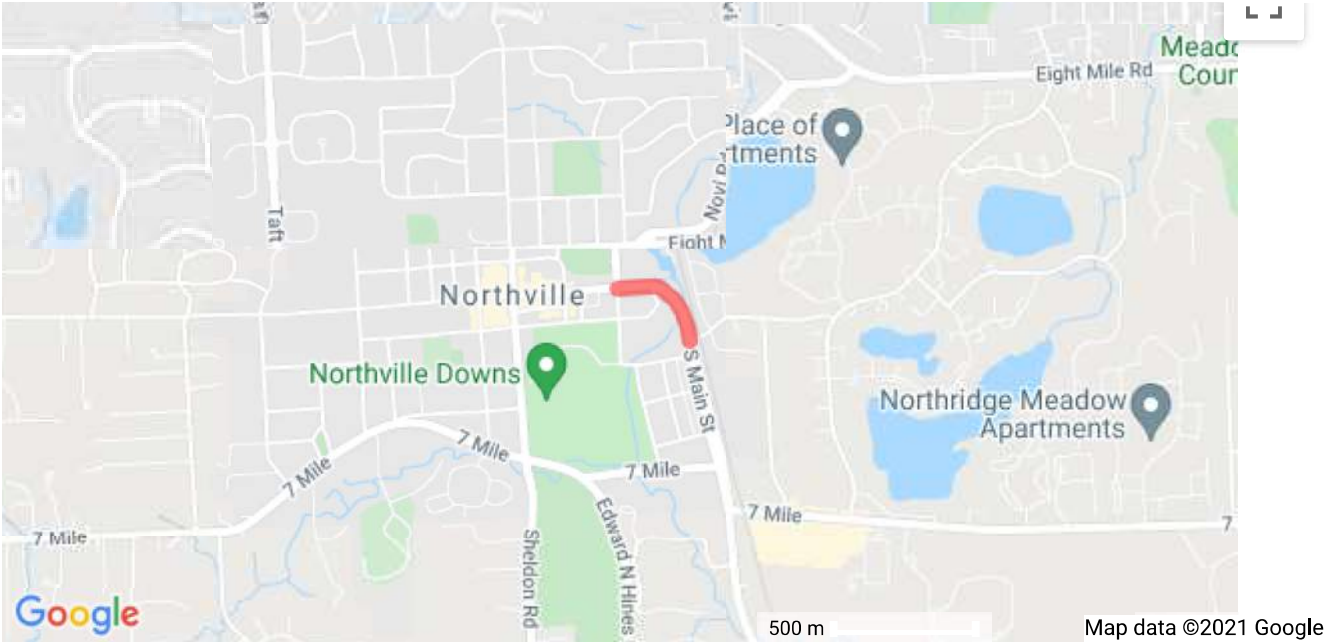 Meado
Cour
Eight Mile Rd
Place of
rtments
Novi R
Taft
Eight M
Northville
Northville Downs
S Main St
Northridge Meadow
Apartments
7 Mile
7 Mile
7 Mile
7 Mile
7 Mile
7
Sheldon Rd
Edward N Hines
Google
500 m
Map data ©2021 Google